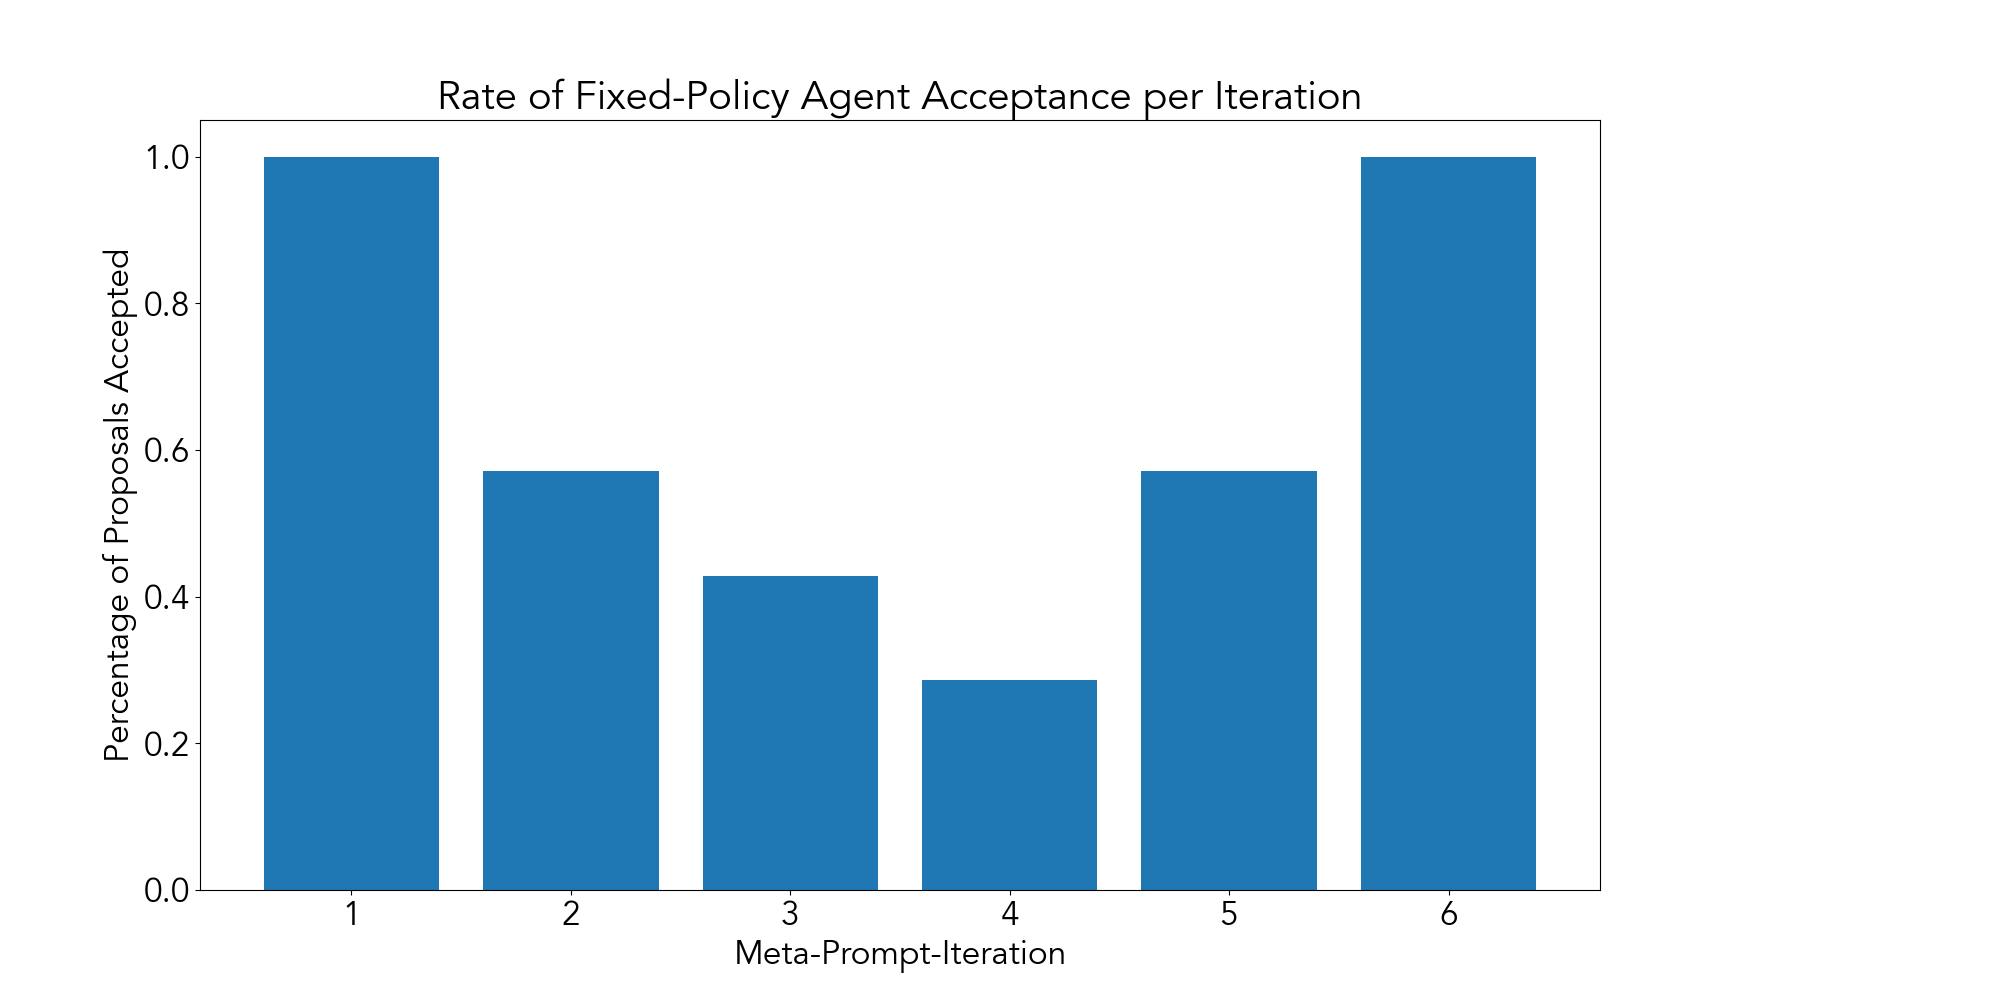 Rate of Fixed-Policy Agent Acceptance per Iteration
Percentage of Proposals Accepted
1.0
0.8
0.6
0.4
0.2
0.0
1 2 3 4 5 6
Meta-Prompt-Iteration